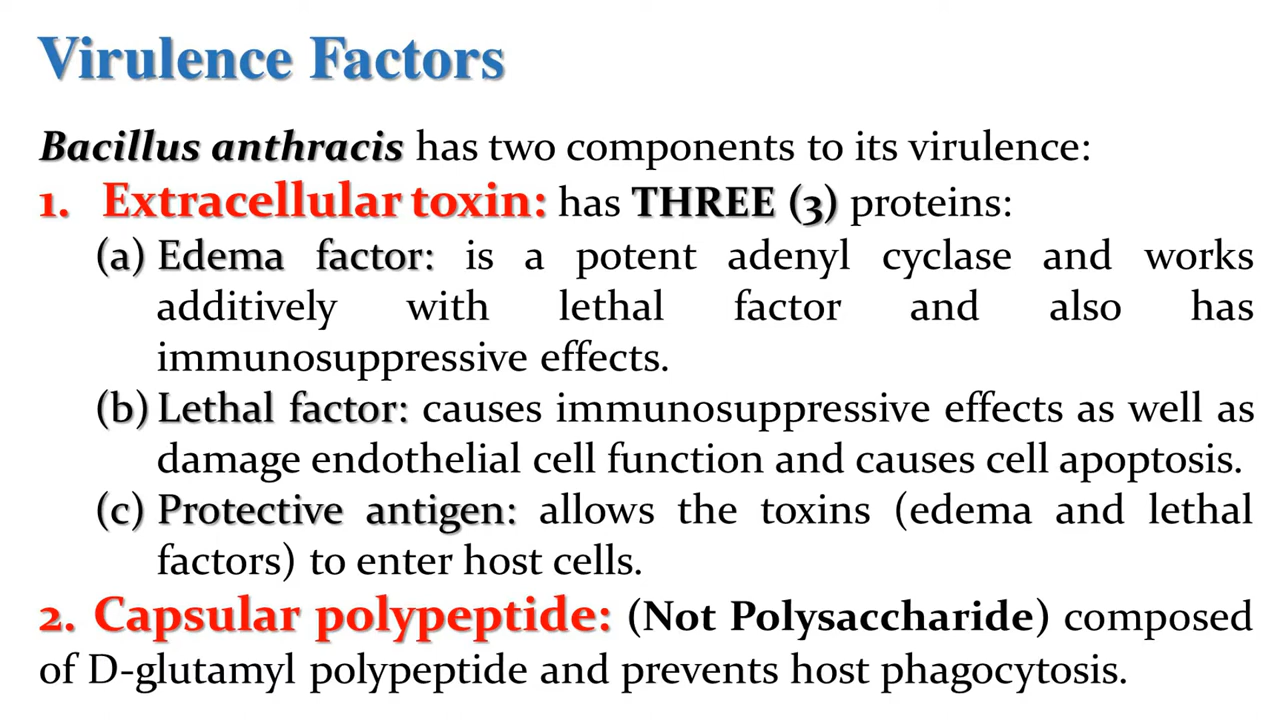 Virulence Factors
Bacillus anthracis has two components to its virulence:
1. Extracellular toxin: has THREE (3) proteins:
(a) Edema factor: is a potent adenyl cyclase and works
additively with lethal factor and also has
immunosuppressive effects.
(b) Lethal factor: causes immunosuppressive effects as well as
damage endothelial cell function and causes cell apoptosis.
(c) Protective antigen: allows the toxins (edema and lethal
factors) to enter host cells.
2. Capsular polypeptide: (Not Polysaccharide) composed
of D-glutamyl polypeptide and prevents host phagocytosis.